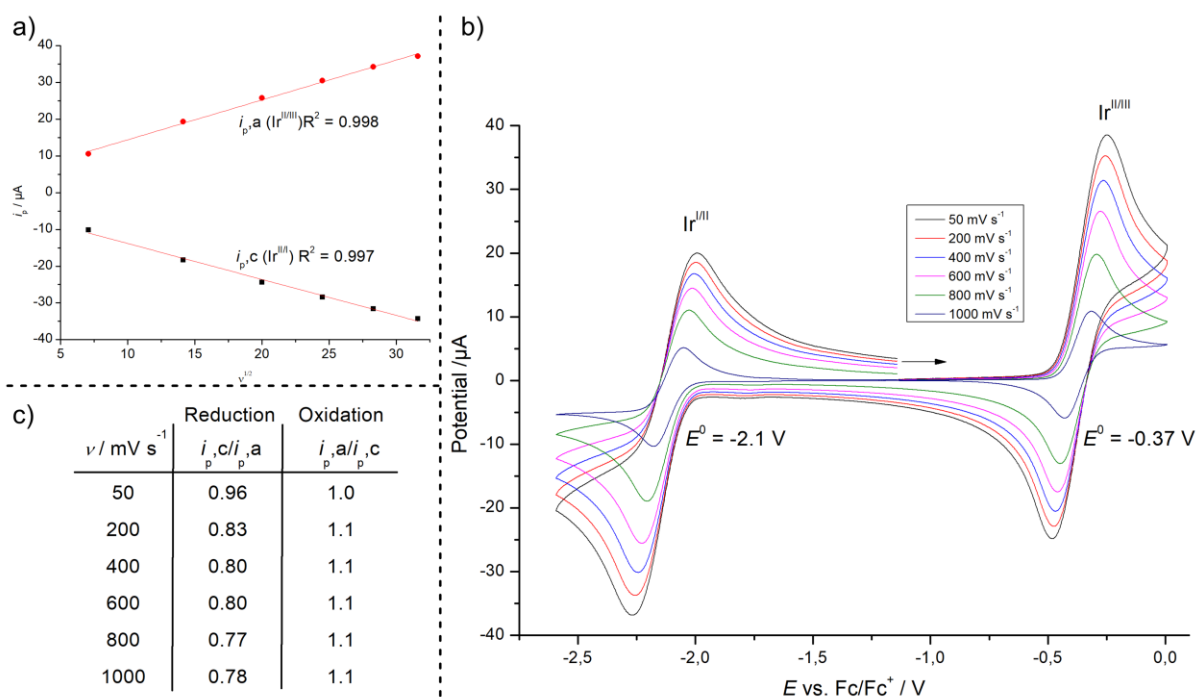 a)
40
30
20
10
0
-10
-20
-30
-40
i_p / µA
i_p,a (Ir^II/III) R² = 0.998
i_p,c (Ir^II/I) R² = 0.997
5
10
15
20
25
30
ν^1/2
b)
40
30
20
10
0
-10
-20
-30
-40
Potential /µA
Ir^I/II
Ir^II/III
50 mV s⁻¹
200 mV s⁻¹
400 mV s⁻¹
600 mV s⁻¹
800 mV s⁻¹
1000 mV s⁻¹
E⁰ = -2.1 V
E⁰ = -0.37 V
-2,5
-2,0
-1,5
-1,0
-0,5
0,0
E vs. Fc/Fc⁺ / V
c)
Reduction Oxidation
ν / mV s⁻¹ i_p,c/i_p,a i_p,a/i_p,c
50 0.96 1.0
200 0.83 1.1
400 0.80 1.1
600 0.80 1.1
800 0.77 1.1
1000 0.78 1.1